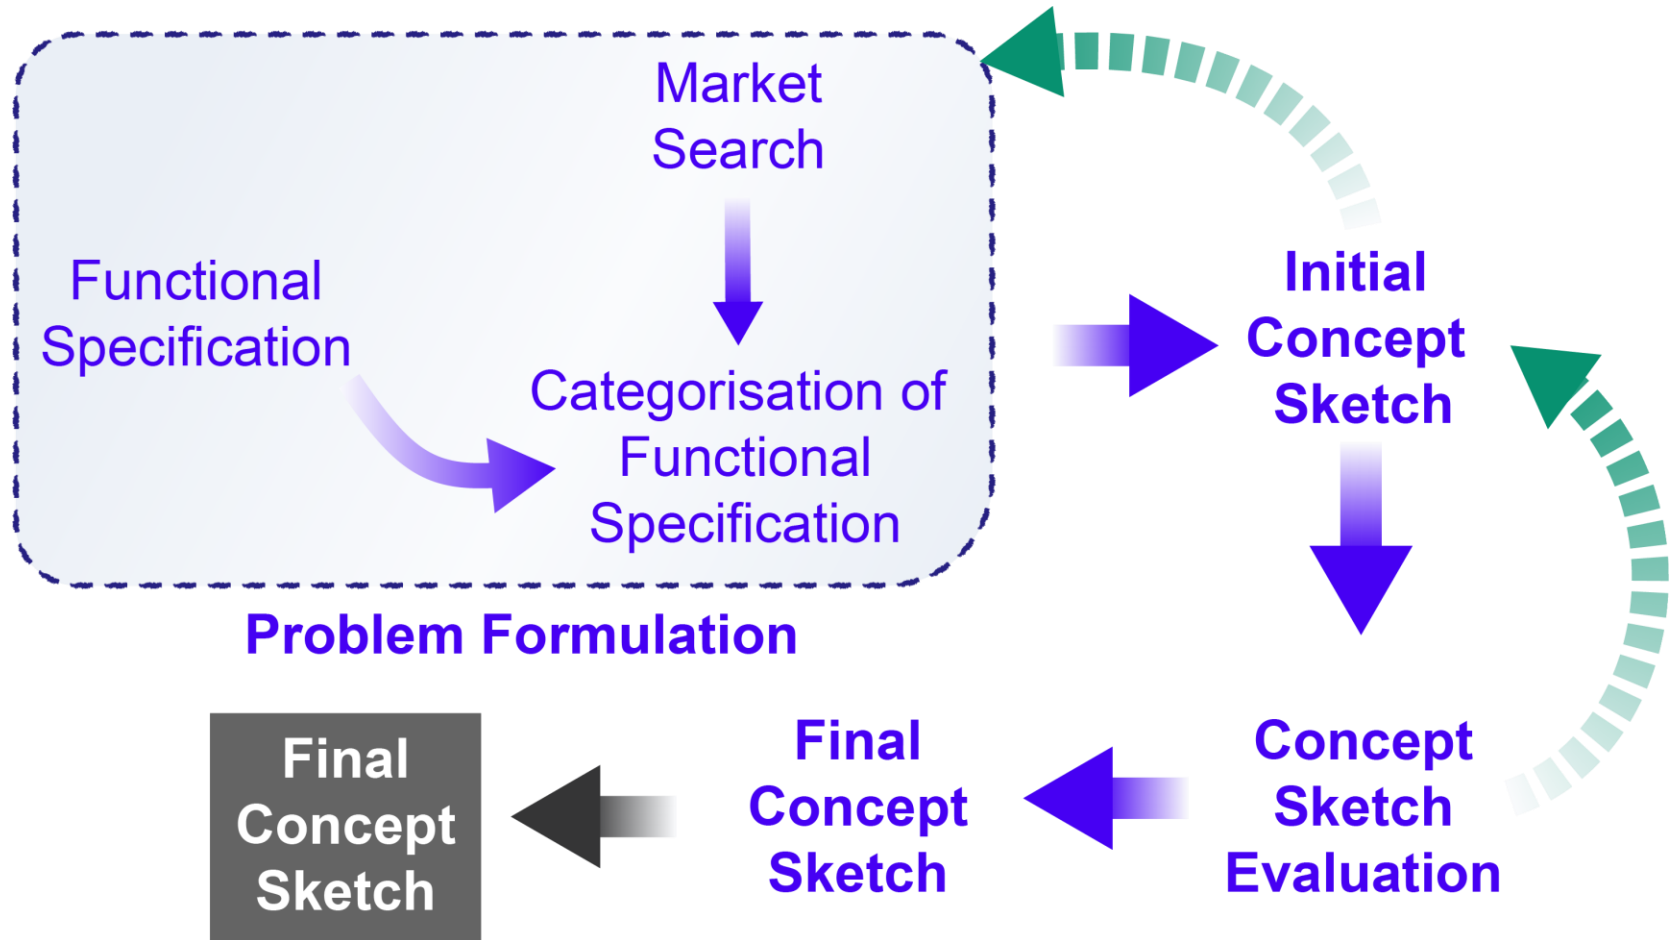 Market
Search
Functional
Specification
Categorisation of
Functional
Specification
Problem Formulation
Initial
Concept
Sketch
Concept
Sketch
Evaluation
Final
Concept
Sketch
Final
Concept
Sketch